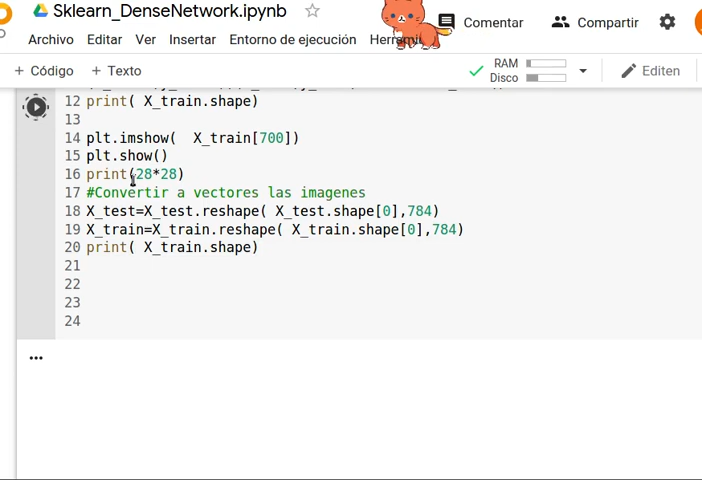 Sklearn_DenseNetwork.ipynb
Comentar
Compartir
Archivo Editar Ver Insertar Entorno de ejecución
+ Código + Texto
RAM
Disco
Editen
12 print( X_train.shape)
13
14 plt.imshow(  X_train[700])
15 plt.show()
16 print(28*28)
17 #Convertir a vectores las imagenes
18 X_test=X_test.reshape( X_test.shape[0],784)
19 X_train=X_train.reshape( X_train.shape[0],784)
20 print( X_train.shape)
21
22
23
24